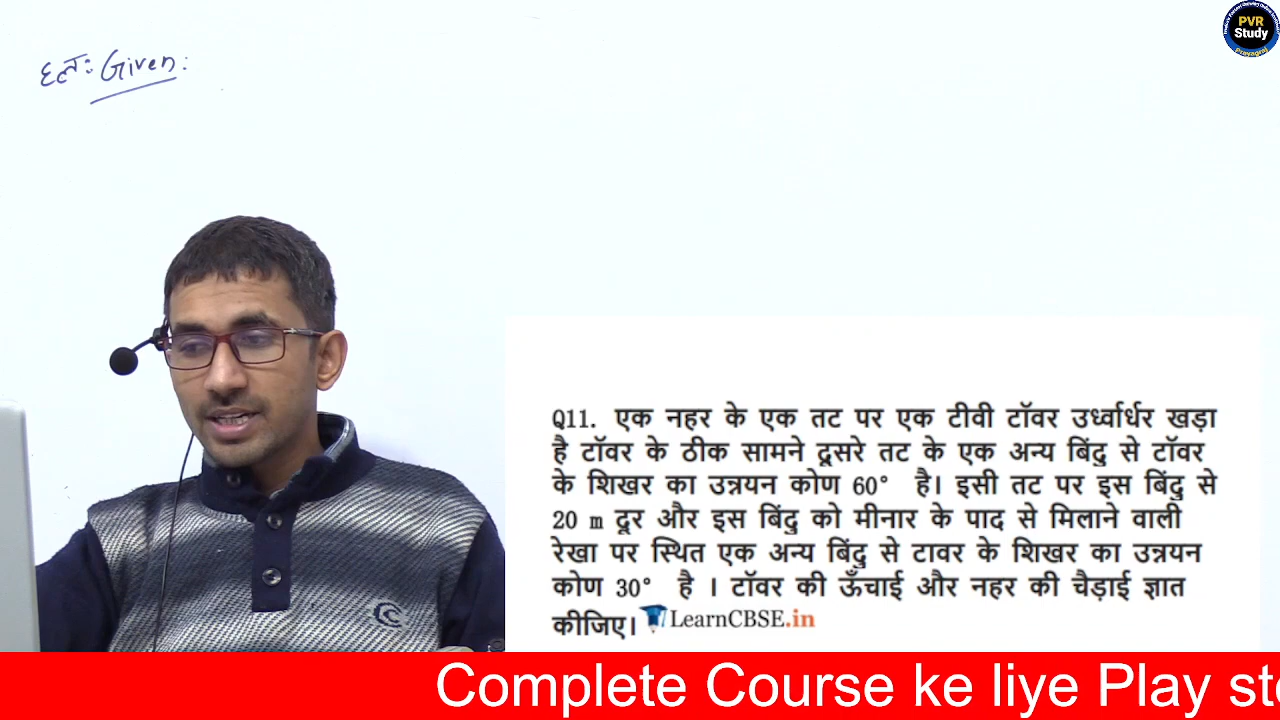 PVR
Study
Prayagraj
हल: Given:
Q11. एक नहर के एक तट पर एक टीवी टॉवर उर्ध्वार्धर खड़ा
है टॉवर के ठीक सामने दूसरे तट के एक अन्य बिंदु से टॉवर
के शिखर का उन्नयन कोण 60° है। इसी तट पर इस बिंदु से
20 m दूर और इस बिंदु को मीनार के पाद से मिलाने वाली
रेखा पर स्थित एक अन्य बिंदु से टावर के शिखर का उन्नयन
कोण 30° है । टॉवर की ऊँचाई और नहर की चैड़ाई ज्ञात
कीजिए। LearnCBSE.in
Complete Course ke liye Play sto